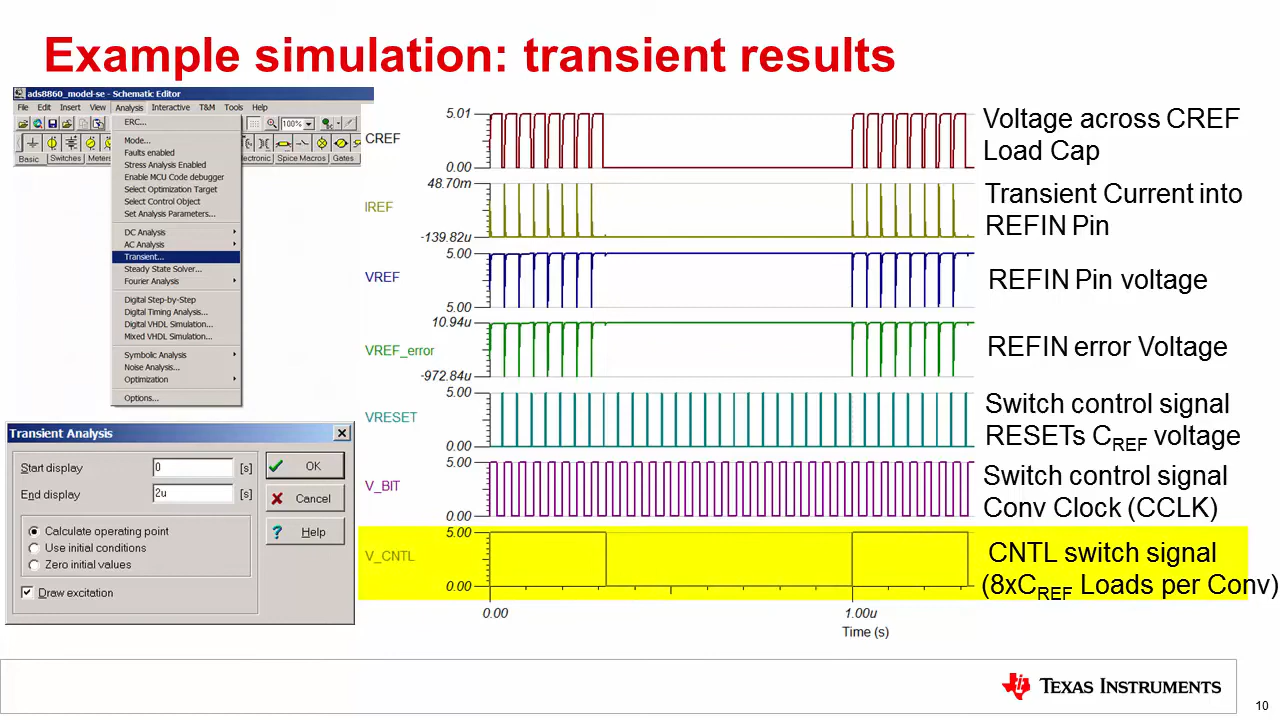 Example simulation: transient results
ads8860_model-se - Schematic Editor
File Edit Insert View Analysis Interactive T&M Tools Help
ERC...
100%
Mode...
Faults enabled
Stress Analysis Enabled
Basic Switches Meters
Spice Macros Gates
Enable MCU Code debugger
Select Optimization Target
Select Control Object
Set Analysis Parameters...
DC Analysis
AC Analysis
Transient...
Steady State Solver...
Fourier Analysis
Digital Step-by-Step
Digital Timing Analysis...
Digital VHDL Simulation...
Mixed VHDL Simulation...
Symbolic Analysis
Noise Analysis...
Optimization
Options...
Transient Analysis
Start display 0 [s]
End display 2u [s]
Calculate operating point
Use initial conditions
Zero initial values
Draw excitation
OK
Cancel
? Help
5.01
CREF
0.00
Voltage across CREF
Load Cap
48.70m
IREF
-139.82u
Transient Current into
REFIN Pin
5.00
VREF
5.00
REFIN Pin voltage
10.94u
VREF_error
-972.84u
REFIN error Voltage
5.00
VRESET
0.00
Switch control signal
RESETs CREF voltage
5.00
V_BIT
0.00
Switch control signal
Conv Clock (CCLK)
5.00
V_CNTL
0.00
CNTL switch signal
(8xCREF Loads per Conv)
0.00 1.00u
Time (s)
TEXAS INSTRUMENTS
10